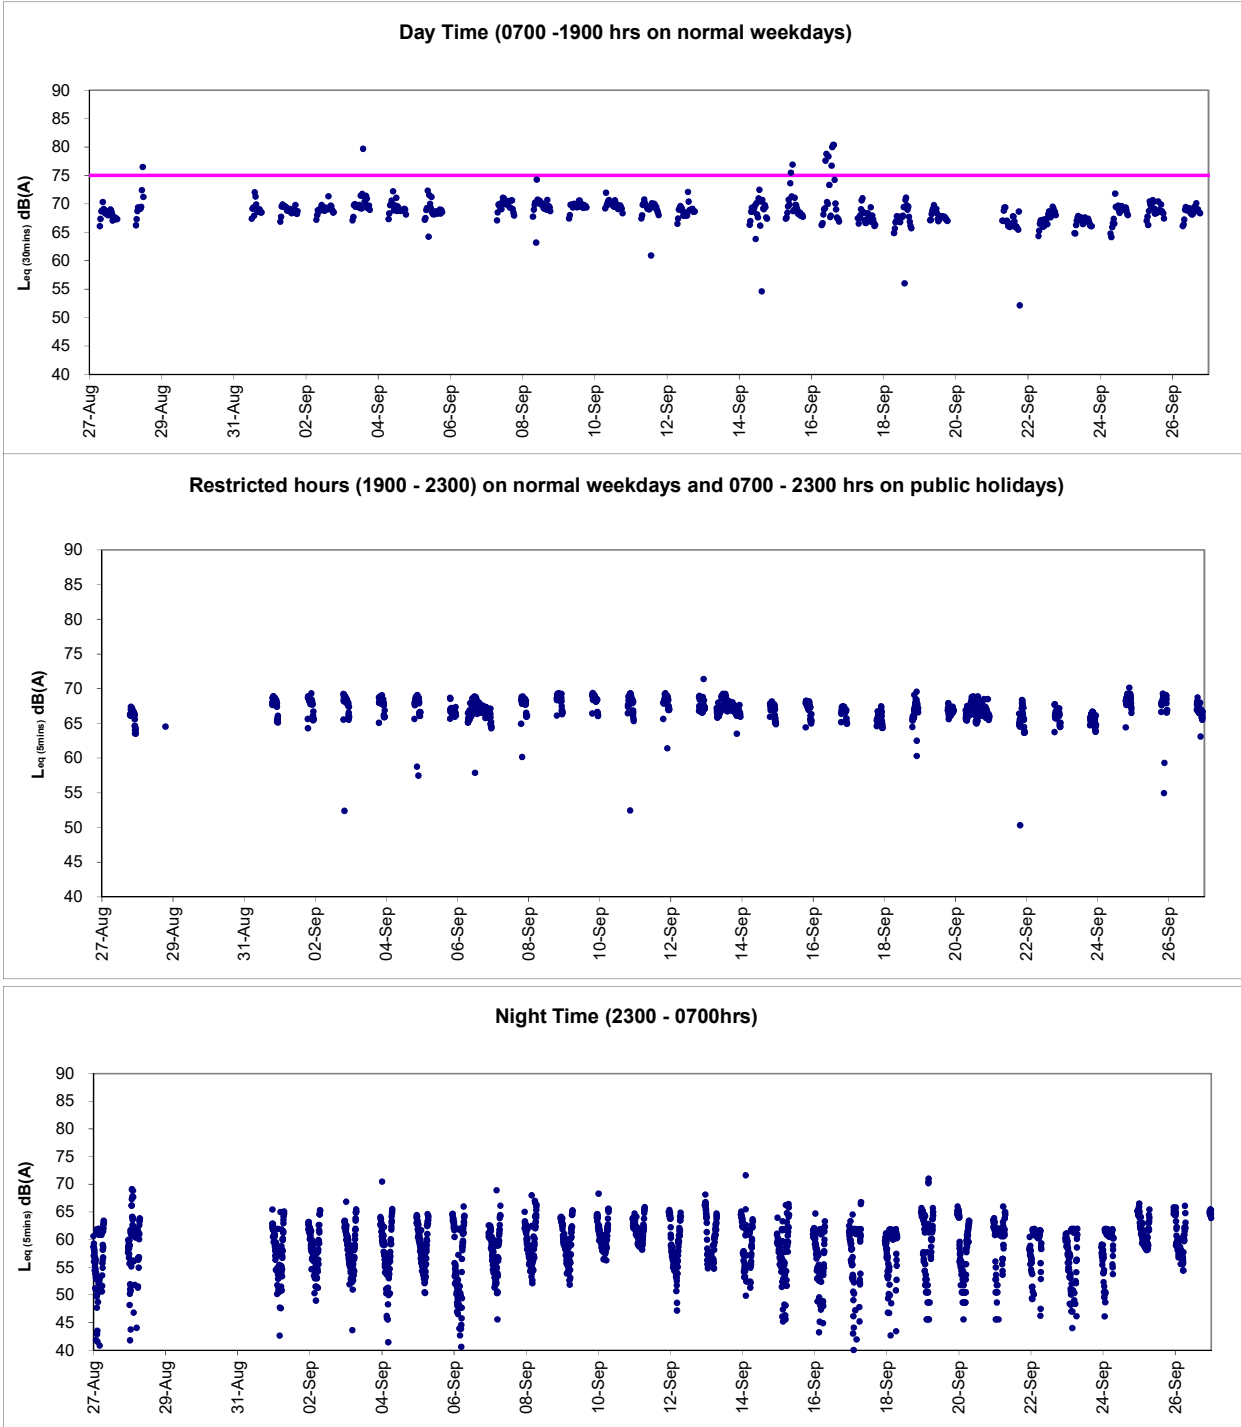 Day Time (0700 -1900 hrs on normal weekdays)
90
85
80
75
70
65
60
55
50
45
40
Leq (30mins) dB(A)
27-Aug
29-Aug
31-Aug
02-Sep
04-Sep
06-Sep
08-Sep
10-Sep
12-Sep
14-Sep
16-Sep
18-Sep
20-Sep
22-Sep
24-Sep
26-Sep
Restricted hours (1900 - 2300) on normal weekdays and 0700 - 2300 hrs on public holidays)
90
85
80
75
70
65
60
55
50
45
40
Leq (5mins) dB(A)
27-Aug
29-Aug
31-Aug
02-Sep
04-Sep
06-Sep
08-Sep
10-Sep
12-Sep
14-Sep
16-Sep
18-Sep
20-Sep
22-Sep
24-Sep
26-Sep
Night Time (2300 - 0700hrs)
90
85
80
75
70
65
60
55
50
45
40
Leq (5mins) dB(A)
27-Aug
29-Aug
31-Aug
02-Sep
04-Sep
06-Sep
08-Sep
10-Sep
12-Sep
14-Sep
16-Sep
18-Sep
20-Sep
22-Sep
24-Sep
26-Sep